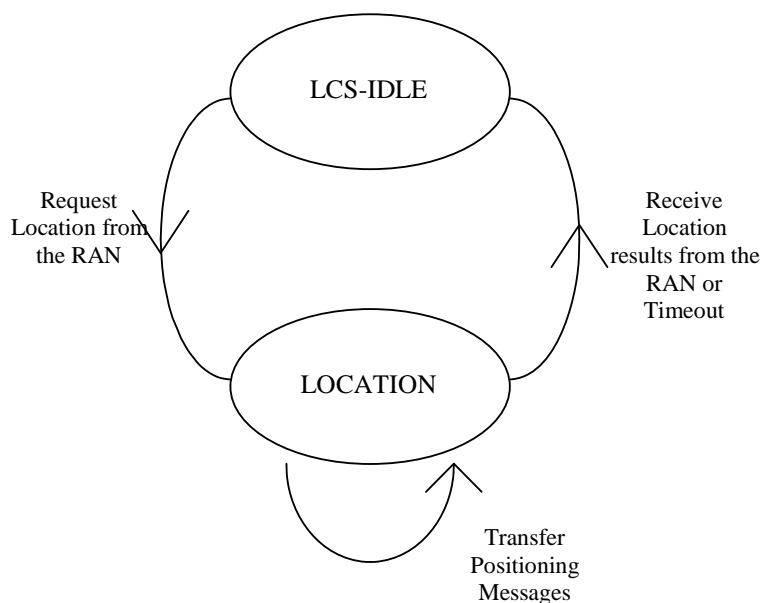 LCS-IDLE
Request
Location from
the RAN
Receive
Location
results from the
RAN or
Timeout
LOCATION
Transfer
Positioning
Messages